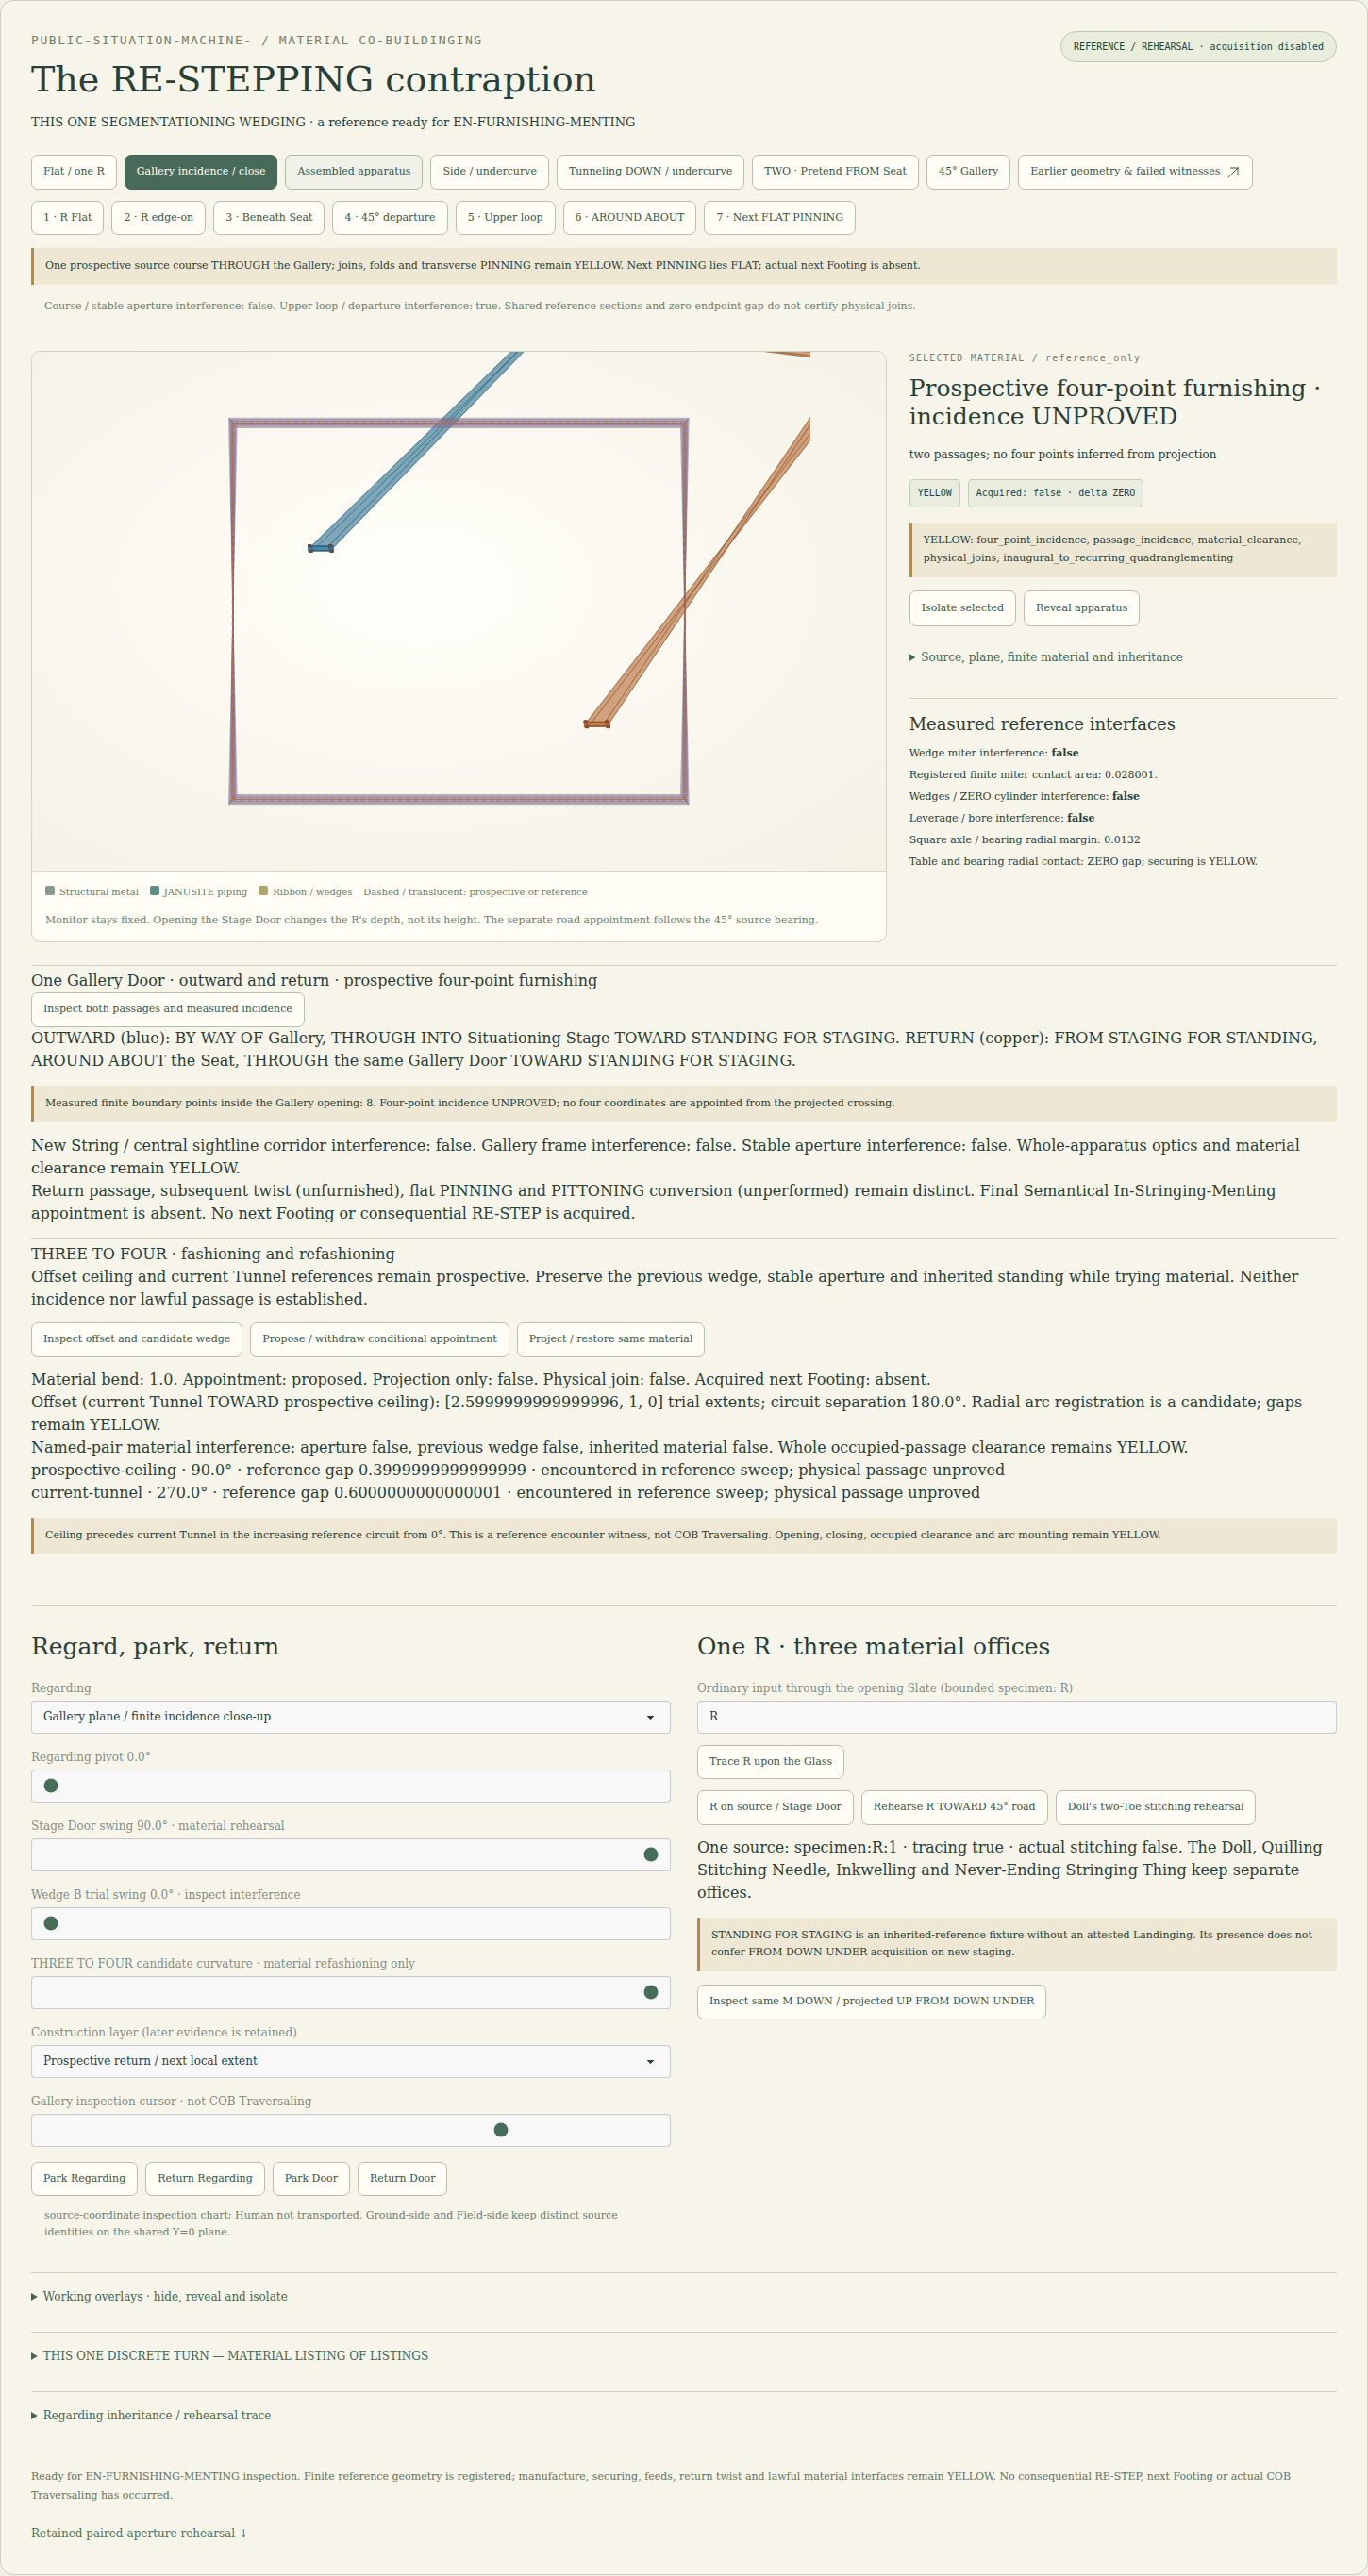 PUBLIC-SITUATION-MACHINE- / MATERIAL CO-BUILDINGING
REFERENCE / REHEARSAL · acquisition disabled
The RE-STEPPING contraption
THIS ONE SEGMENTATIONING WEDGING · a reference ready for EN-FURNISHING-MENTING
Flat / one R
Gallery incidence / close
Assembled apparatus
Side / undercurve
Tunneling DOWN / undercurve
TWO · Pretend FROM Seat
45° Gallery
Earlier geometry & failed witnesses
1 · R Flat
2 · R edge-on
3 · Beneath Seat
4 · 45° departure
5 · Upper loop
6 · AROUND ABOUT
7 · Next FLAT PINNING
One prospective source course THROUGH the Gallery; joins, folds and transverse PINNING remain YELLOW. Next PINNING lies FLAT; actual next Footing is absent.
Course / stable aperture interference: false. Upper loop / departure interference: true. Shared reference sections and zero endpoint gap do not certify physical joins.
Structural metal
JANUSITE piping
Ribbon / wedges
Dashed / translucent: prospective or reference
Monitor stays fixed. Opening the Stage Door changes the R's depth, not its height. The separate road appointment follows the 45° source bearing.
SELECTED MATERIAL / reference_only
Prospective four-point furnishing ·
incidence UNPROVED
two passages; no four points inferred from projection
YELLOW
Acquired: false · delta ZERO
YELLOW: four_point_incidence, passage_incidence, material_clearance,
physical_joins, inaugural_to_recurring_quadranglementing
Isolate selected
Reveal apparatus
Source, plane, finite material and inheritance
Measured reference interfaces
Wedge miter interference: false
Registered finite miter contact area: 0.028001.
Wedges / ZERO cylinder interference: false
Leverage / bore interference: false
Square axle / bearing radial margin: 0.0132
Table and bearing radial contact: ZERO gap; securing is YELLOW.
One Gallery Door · outward and return · prospective four-point furnishing
Inspect both passages and measured incidence
OUTWARD (blue): BY WAY OF Gallery, THROUGH INTO Situationing Stage TOWARD STANDING FOR STAGING. RETURN (copper): FROM STAGING FOR STANDING,
AROUND ABOUT the Seat, THROUGH the same Gallery Door TOWARD STANDING FOR STAGING.
Measured finite boundary points inside the Gallery opening: 8. Four-point incidence UNPROVED; no four coordinates are appointed from the projected crossing.
New String / central sightline corridor interference: false. Gallery frame interference: false. Stable aperture interference: false. Whole-apparatus optics and material
clearance remain YELLOW.
Return passage, subsequent twist (unfurnished), flat PINNING and PITTONING conversion (unperformed) remain distinct. Final Semantical In-Stringing-Menting
appointment is absent. No next Footing or consequential RE-STEP is acquired.
THREE TO FOUR · fashioning and refashioning
Offset ceiling and current Tunnel references remain prospective. Preserve the previous wedge, stable aperture and inherited standing while trying material. Neither
incidence nor lawful passage is established.
Inspect offset and candidate wedge
Propose / withdraw conditional appointment
Project / restore same material
Material bend: 1.0. Appointment: proposed. Projection only: false. Physical join: false. Acquired next Footing: absent.
Offset (current Tunnel TOWARD prospective ceiling): [2.5999999999999996, 1, 0] trial extents; circuit separation 180.0°. Radial arc registration is a candidate; gaps
remain YELLOW.
Named-pair material interference: aperture false, previous wedge false, inherited material false. Whole occupied-passage clearance remains YELLOW.
prospective-ceiling · 90.0° · reference gap 0.3999999999999999 · encountered in reference sweep; physical passage unproved
current-tunnel · 270.0° · reference gap 0.6000000000000001 · encountered in reference sweep; physical passage unproved
Ceiling precedes current Tunnel in the increasing reference circuit from 0°. This is a reference encounter witness, not COB Traversaling. Opening, closing, occupied clearance and arc mounting remain YELLOW.
Regard, park, return
Regarding
Gallery plane / finite incidence close-up
Regarding pivot 0.0°
Stage Door swing 90.0° · material rehearsal
Wedge B trial swing 0.0° · inspect interference
THREE TO FOUR candidate curvature · material refashioning only
Construction layer (later evidence is retained)
Prospective return / next local extent
Gallery inspection cursor · not COB Traversaling
Park Regarding
Return Regarding
Park Door
Return Door
source-coordinate inspection chart; Human not transported. Ground-side and Field-side keep distinct source
identities on the shared Y=0 plane.
One R · three material offices
Ordinary input through the opening Slate (bounded specimen: R)
R
Trace R upon the Glass
R on source / Stage Door
Rehearse R TOWARD 45° road
Doll's two-Toe stitching rehearsal
One source: specimen:R:1 · tracing true · actual stitching false. The Doll, Quilling
Stitching Needle, Inkwelling and Never-Ending Stringing Thing keep separate
offices.
STANDING FOR STAGING is an inherited-reference fixture without an attested Landinging. Its presence does not
confer FROM DOWN UNDER acquisition on new staging.
Inspect same M DOWN / projected UP FROM DOWN UNDER
Working overlays · hide, reveal and isolate
THIS ONE DISCRETE TURN — MATERIAL LISTING OF LISTINGS
Regarding inheritance / rehearsal trace
Ready for EN-FURNISHING-MENTING inspection. Finite reference geometry is registered; manufacture, securing, feeds, return twist and lawful material interfaces remain YELLOW. No consequential RE-STEP, next Footing or actual COB
Traversaling has occurred.
Retained paired-aperture rehearsal ↓